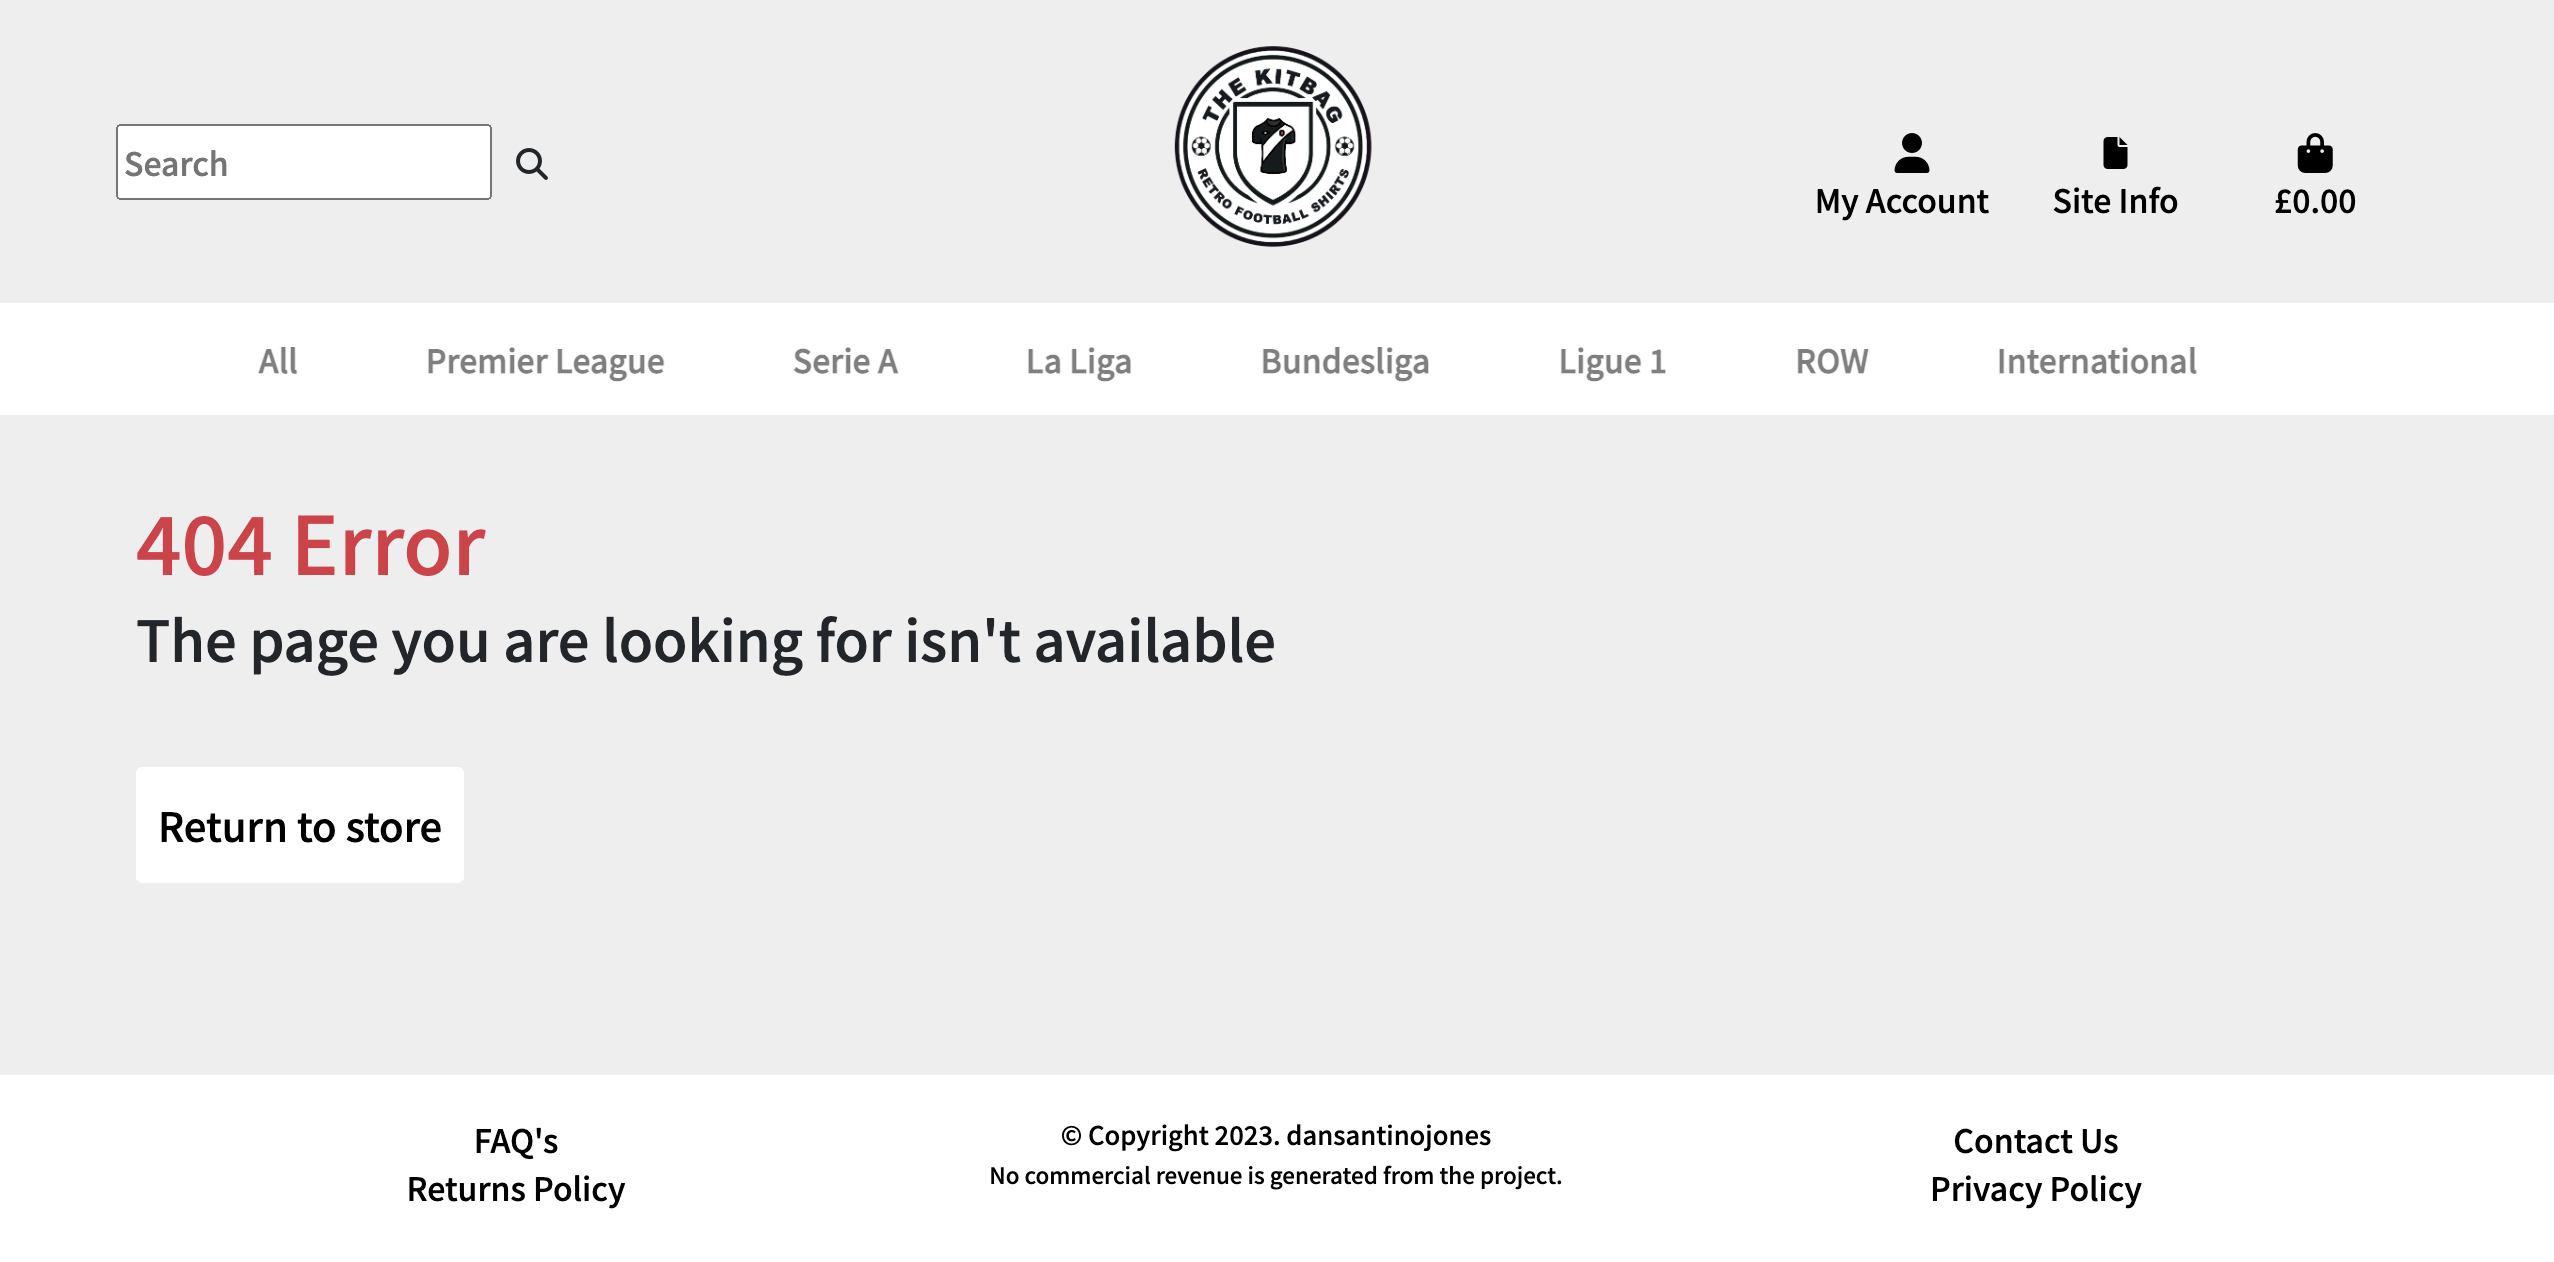 Search
THE KITBAG
RETRO FOOTBALL SHIRTS
My Account
Site Info
£0.00
All
Premier League
Serie A
La Liga
Bundesliga
Ligue 1
ROW
International
404 Error
The page you are looking for isn't available
Return to store
FAQ's
Returns Policy
© Copyright 2023. dansantinojones
No commercial revenue is generated from the project.
Contact Us
Privacy Policy